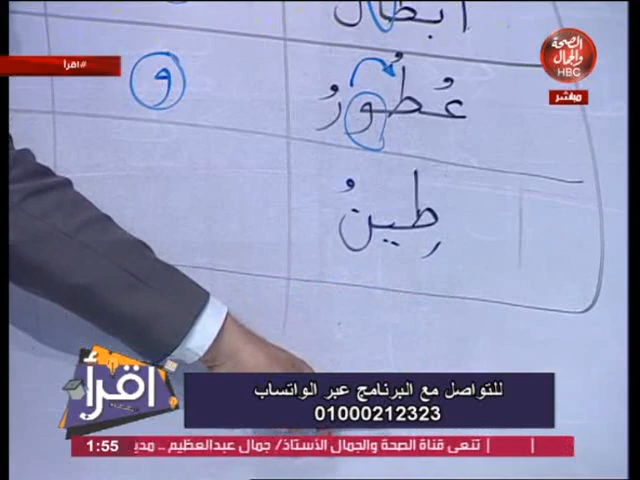 أبطال
الصحة
والجمال
HBC
#اقرأ
مباشر
و
عُطُورُ
طِينُ
اقرأ
للتواصل مع البرنامج عبر الواتساب
01000212323
1:55
تنعى قناة الصحة والجمال الأستاذ/ جمال عبدالعظيم .. مدي